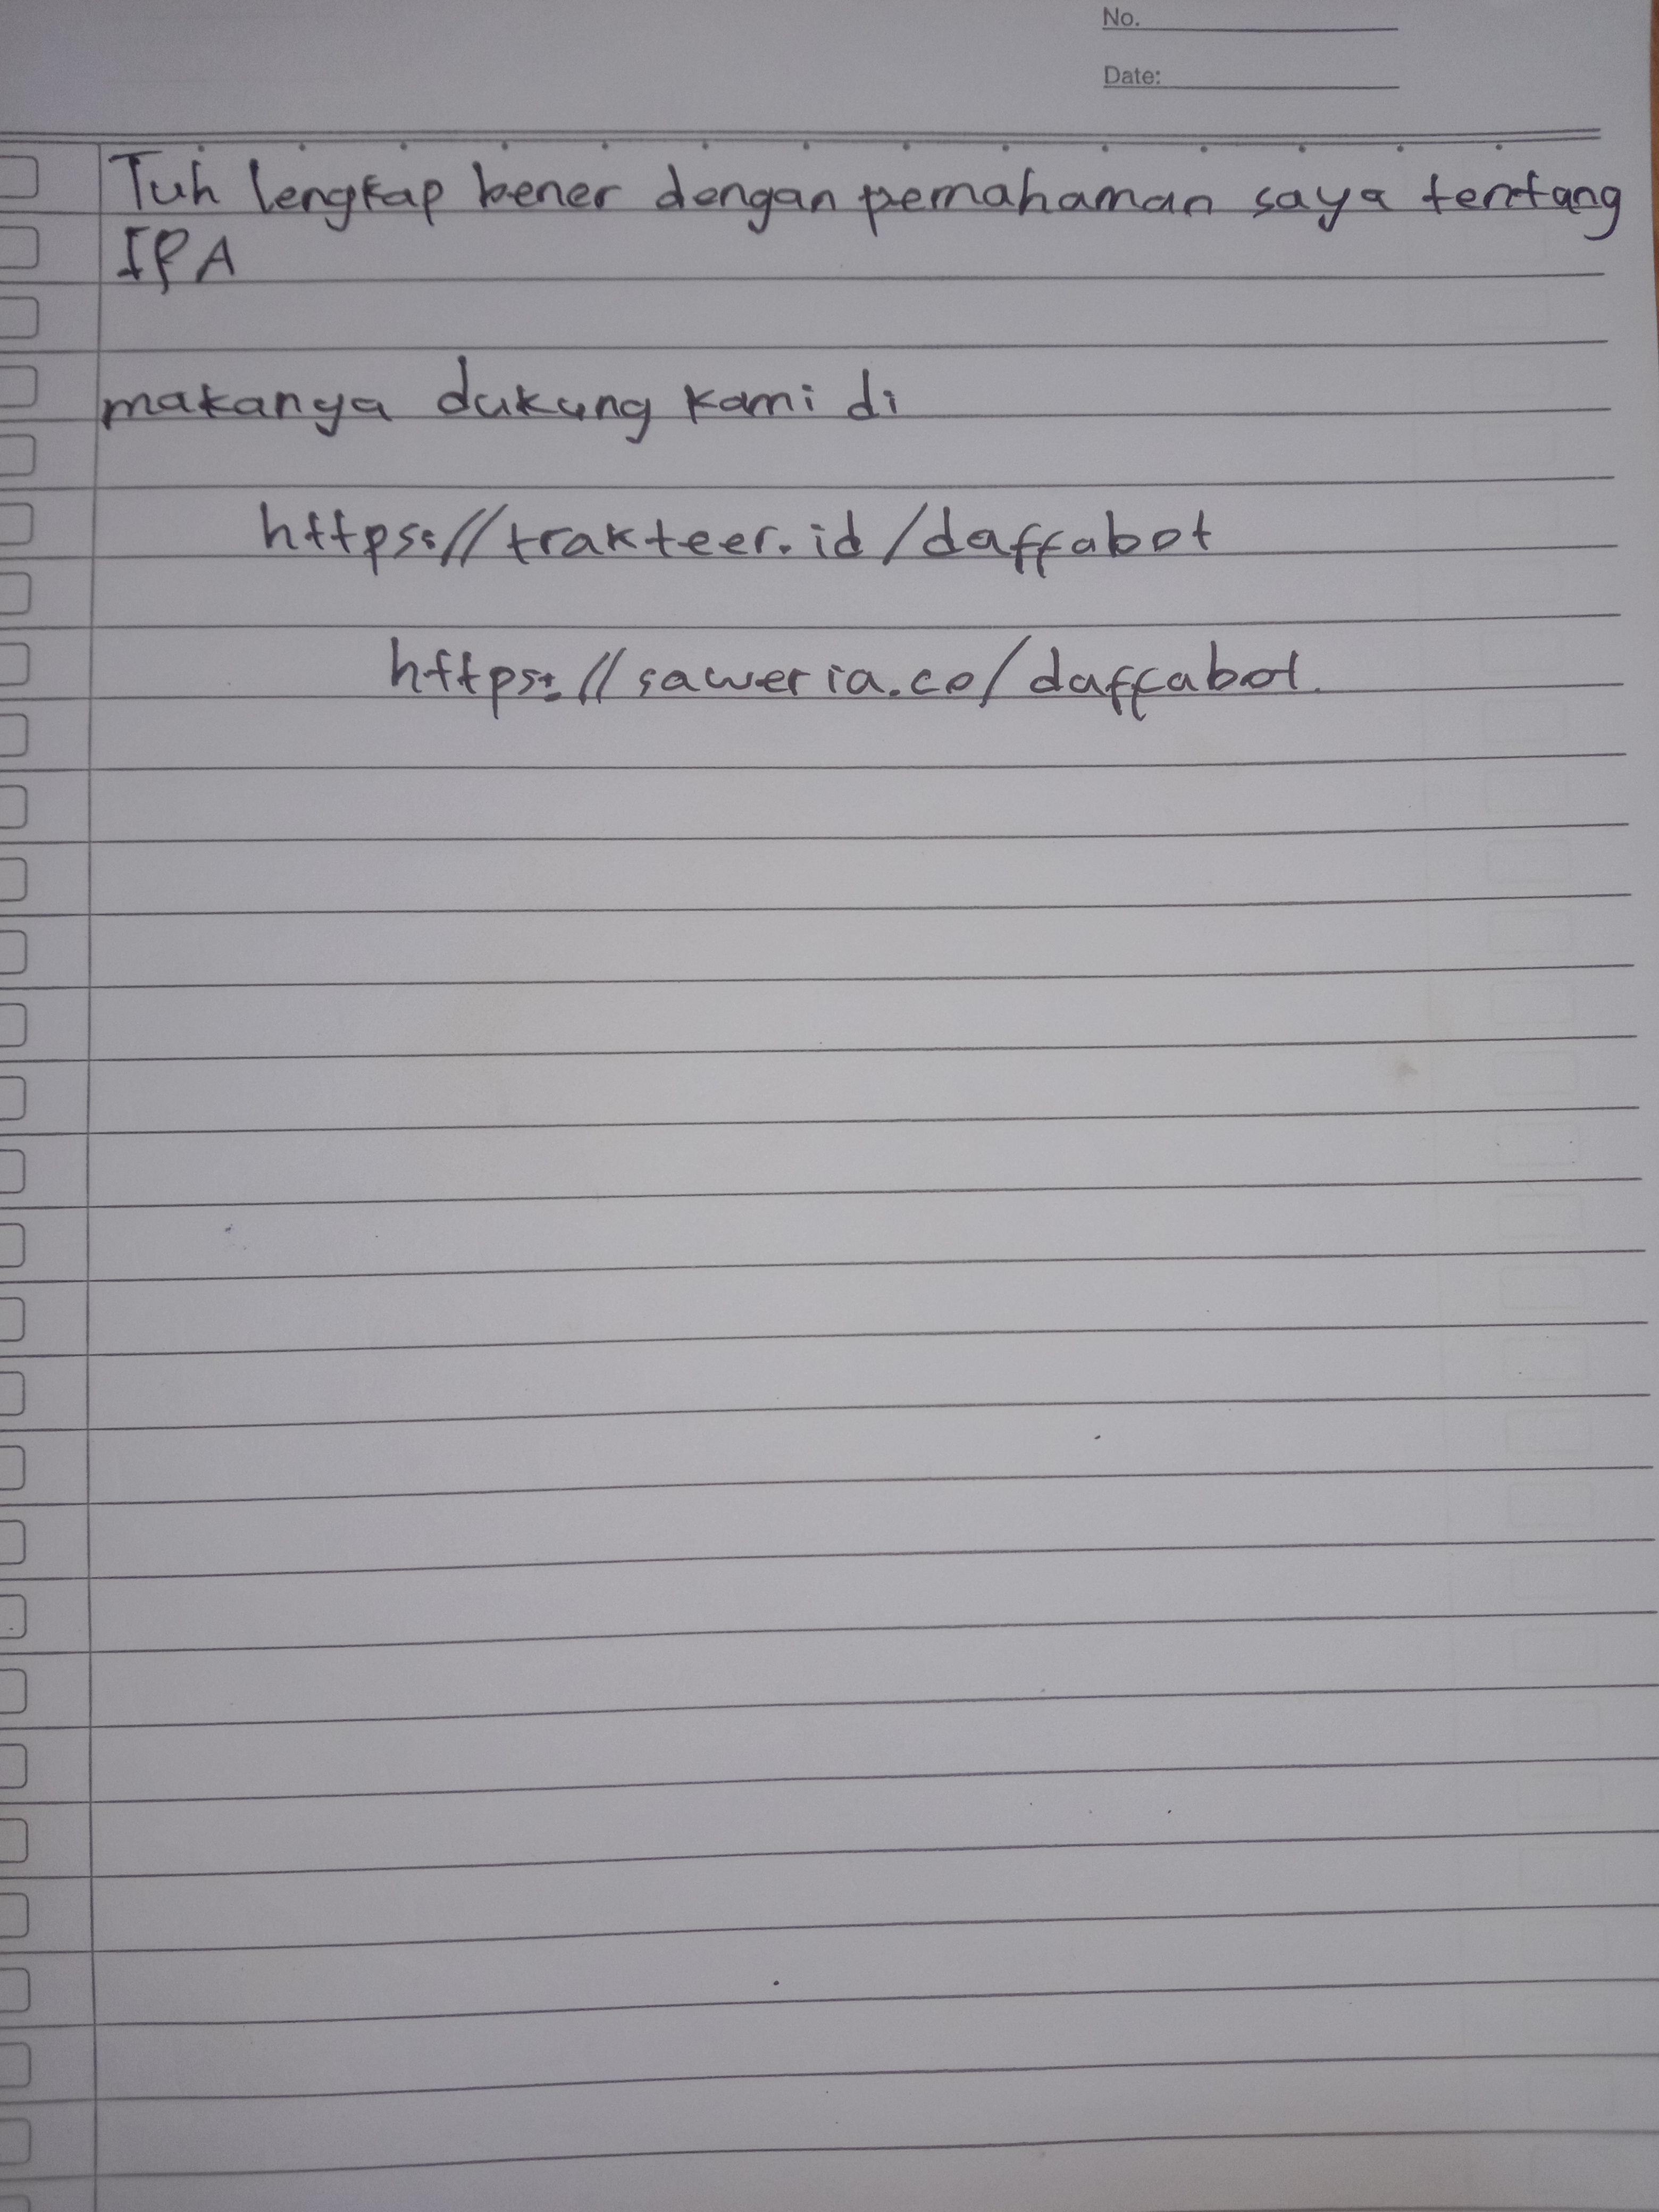 No.
Date:
Tuh lengkap bener dengan pemahaman saya tentang
IPA
makanya dukung kami di
https://trakteer.id/daffabot
https://saweria.co/daffabot.